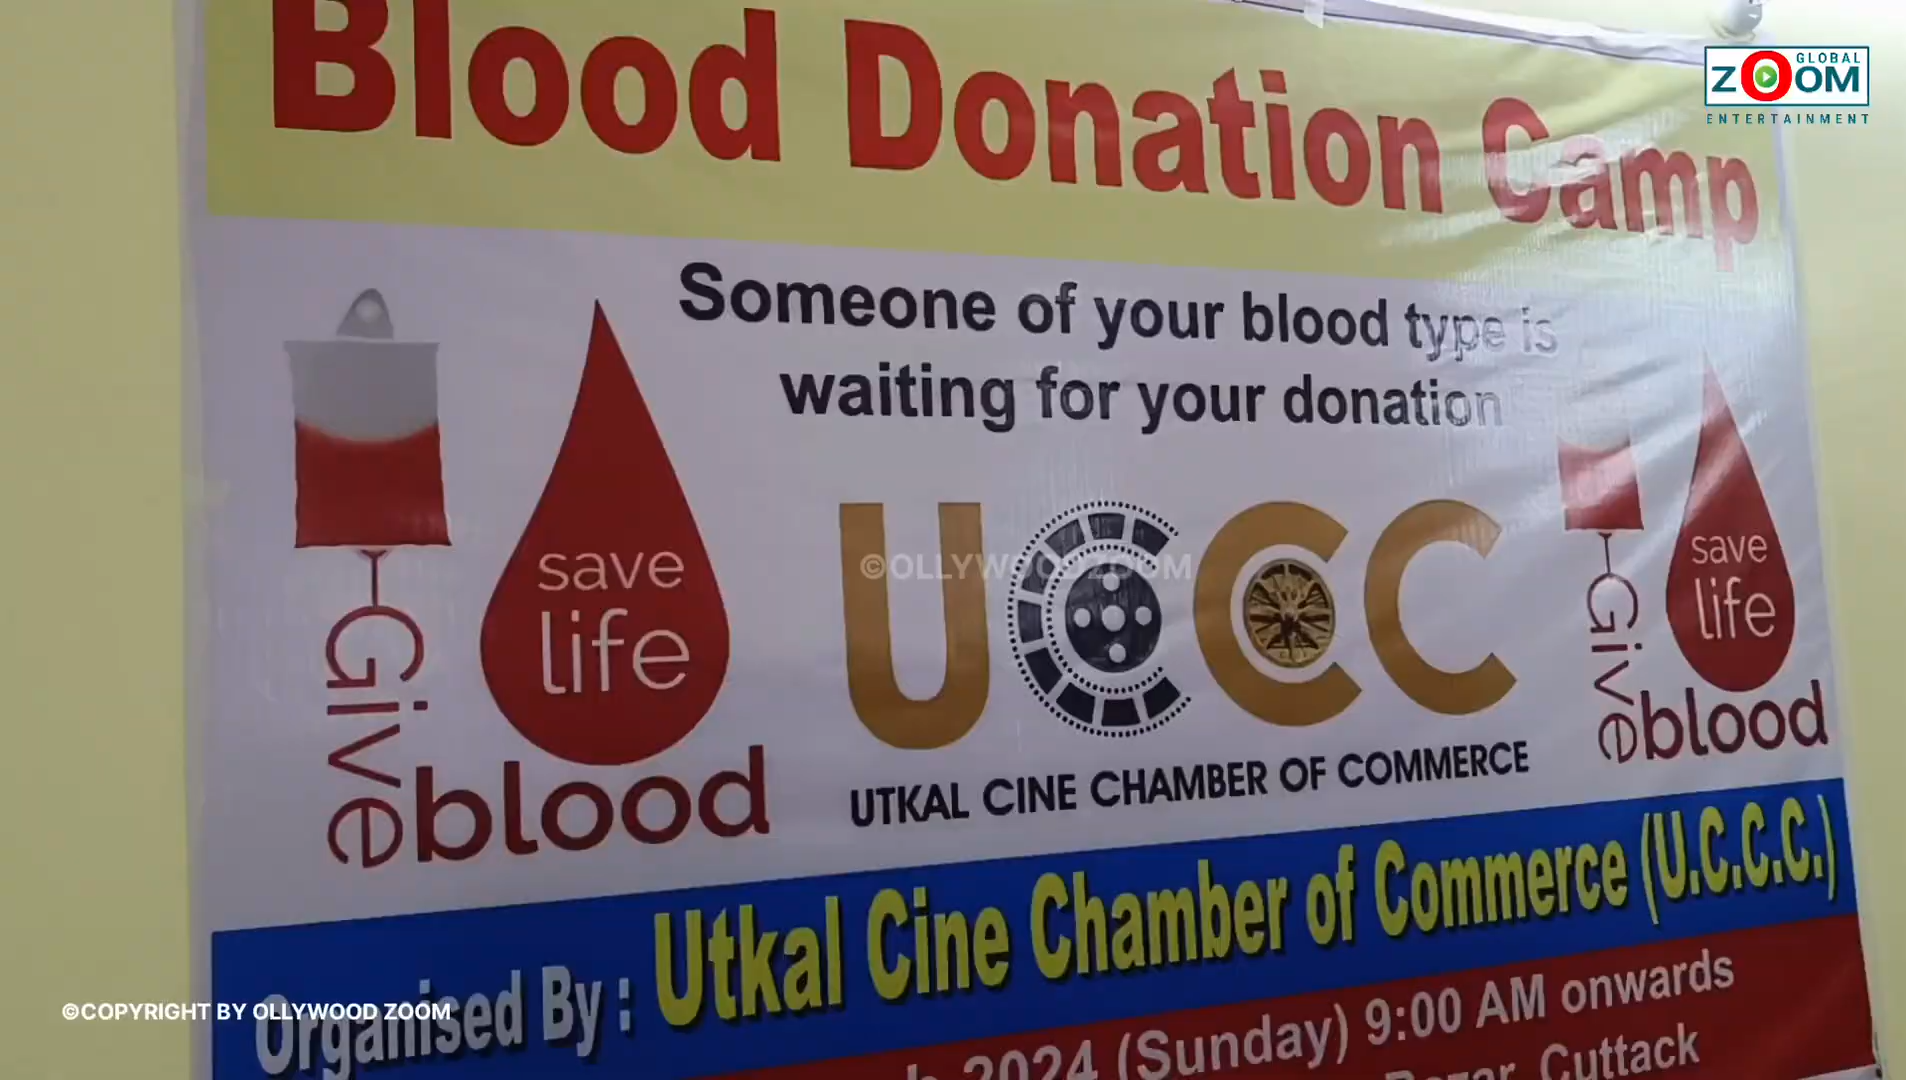 Blood Donation Camp
GLOBAL
ZOOM
ENTERTAINMENT
Someone of your blood type is
waiting for your donation
save
life
Give
blood
UCCC
©OLLYWOOD ZOOM
UTKAL CINE CHAMBER OF COMMERCE
save
life
Give
blood
Organised By : Utkal Cine Chamber of Commerce (U.C.C.C.)
2024 (Sunday) 9:00 AM onwards
Cuttack
©COPYRIGHT BY OLLYWOOD ZOOM